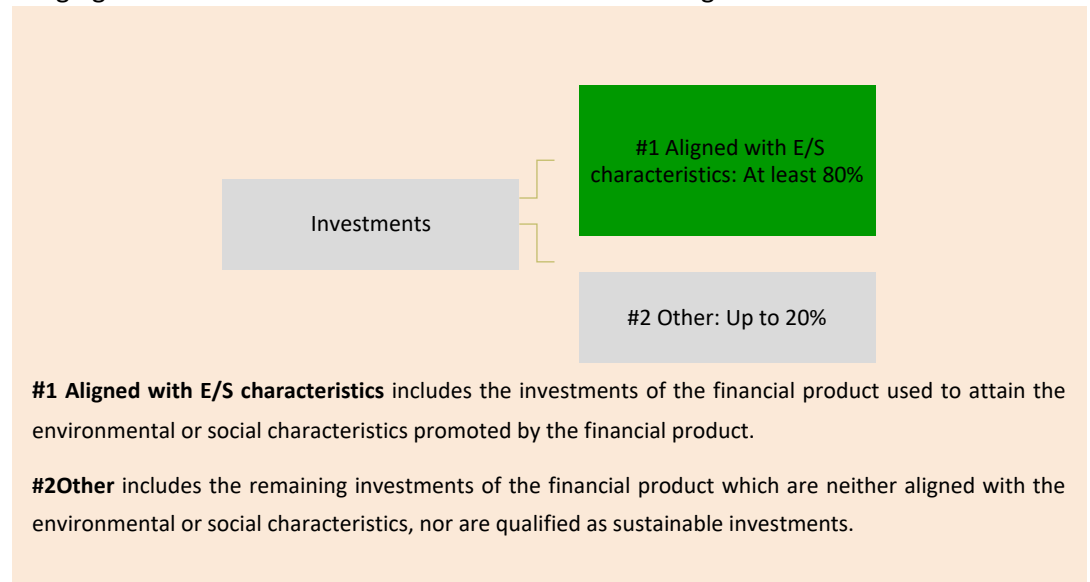 #1 Aligned with E/S
characteristics: At least 80%
Investments
#2 Other: Up to 20%
#1 Aligned with E/S characteristics includes the investments of the financial product used to attain the
environmental or social characteristics promoted by the financial product.
#2Other includes the remaining investments of the financial product which are neither aligned with the
environmental or social characteristics, nor are qualified as sustainable investments.